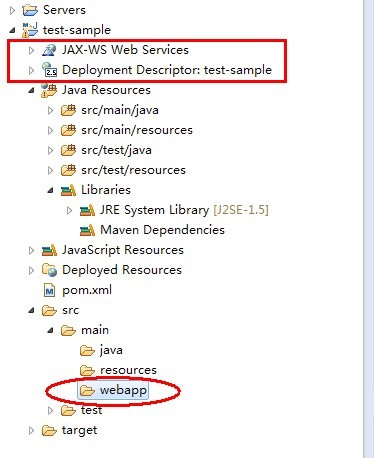 Servers
test-sample
JAX-WS Web Services
Deployment Descriptor: test-sample
2.5
Java Resources
src/main/java
src/main/resources
src/test/java
src/test/resources
Libraries
JRE System Library [J2SE-1.5]
Maven Dependencies
JavaScript Resources
Deployed Resources
M pom.xml
src
main
java
resources
webapp
test
target